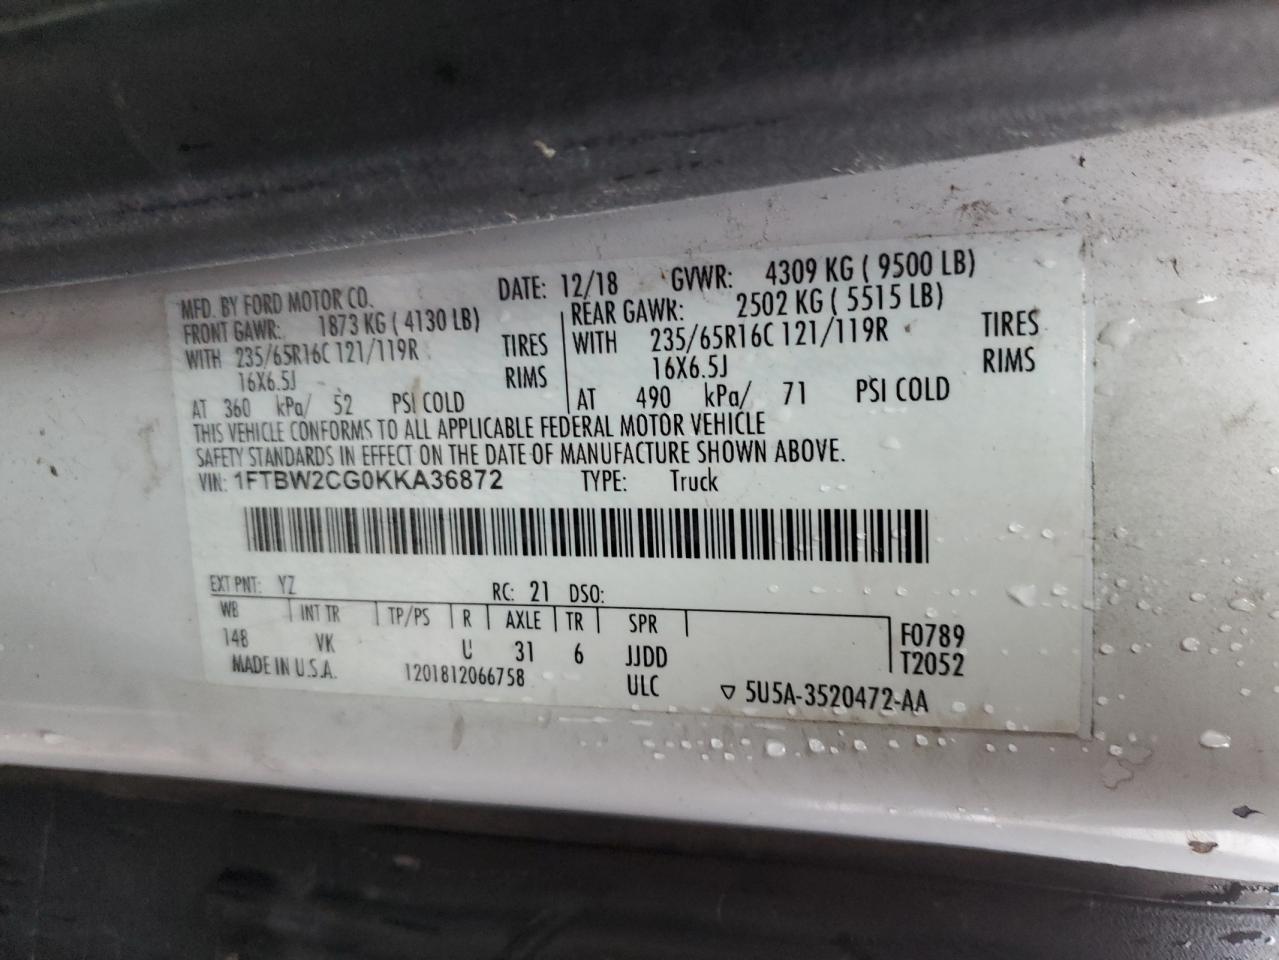 MFD. BY FORD MOTOR CO. DATE: 12/18 GVWR: 4309 KG ( 9500 LB)
FRONT GAWR: 1873 KG ( 4130 LB) REAR GAWR: 2502 KG ( 5515 LB)
WITH 235/65R16C 121/119R TIRES WITH 235/65R16C 121/119R TIRES
16X6.5J RIMS 16X6.5J RIMS
AT 360 kPa/ 52 PSI COLD AT 490 kPa/ 71 PSI COLD
THIS VEHICLE CONFORMS TO ALL APPLICABLE FEDERAL MOTOR VEHICLE
SAFETY STANDARDS IN EFFECT ON THE DATE OF MANUFACTURE SHOWN ABOVE.
VIN: 1FTBW2CG0KKA36872 TYPE: Truck
EXT PNT: YZ RC: 21 DSO:
WB INT TR TP/PS R AXLE TR SPR F0789
148 VK U 31 6 JJDD T2052
MADE IN U.S.A. 1201812066758 ULC ▽ 5U5A-3520472-AA